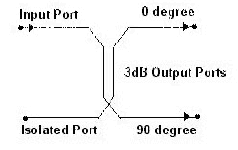 Input Port
0 degree
3dB Output Ports
Isolated Port
90 degree